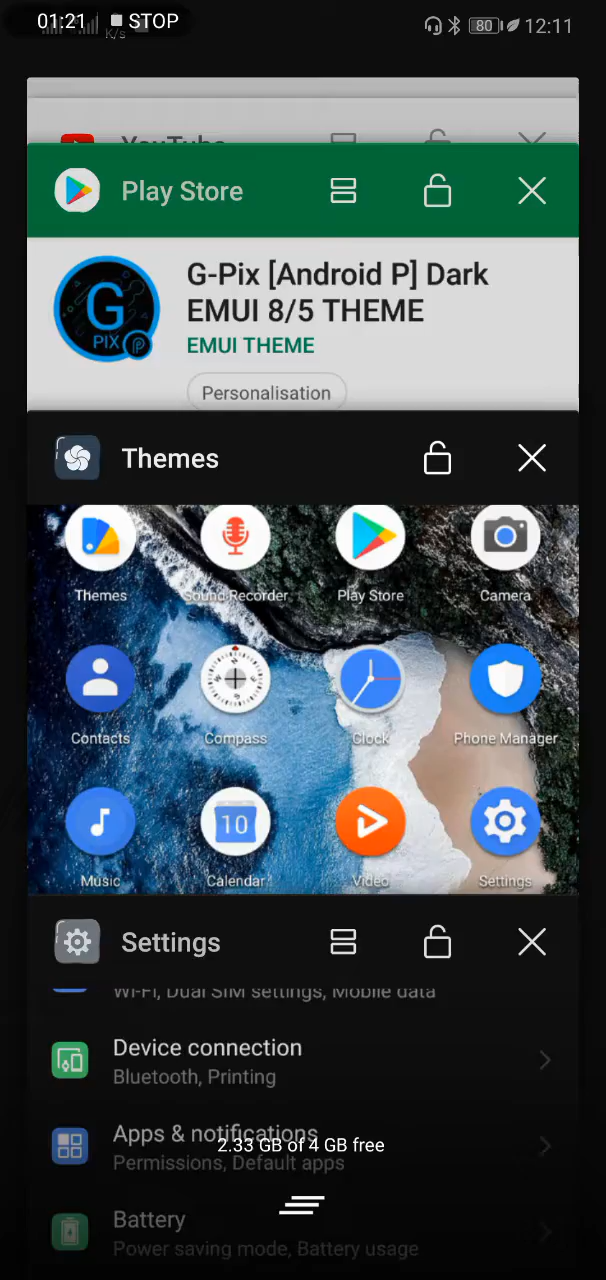 01:21 STOP
K/s
80 12:11
YouTube
Play Store
G-Pix [Android P] Dark
EMUI 8/5 THEME
EMUI THEME
G
PIX
Personalisation
Themes
Themes Sound Recorder Play Store Camera
Contacts Compass Clock Phone Manager
10
Music Calendar Video Settings
Settings
Wi-Fi, Dual SIM settings, Mobile data
Device connection
Bluetooth, Printing
Apps & notifications
2.33 GB of 4 GB free
Permissions, Default apps
Battery
Power saving mode, Battery usage